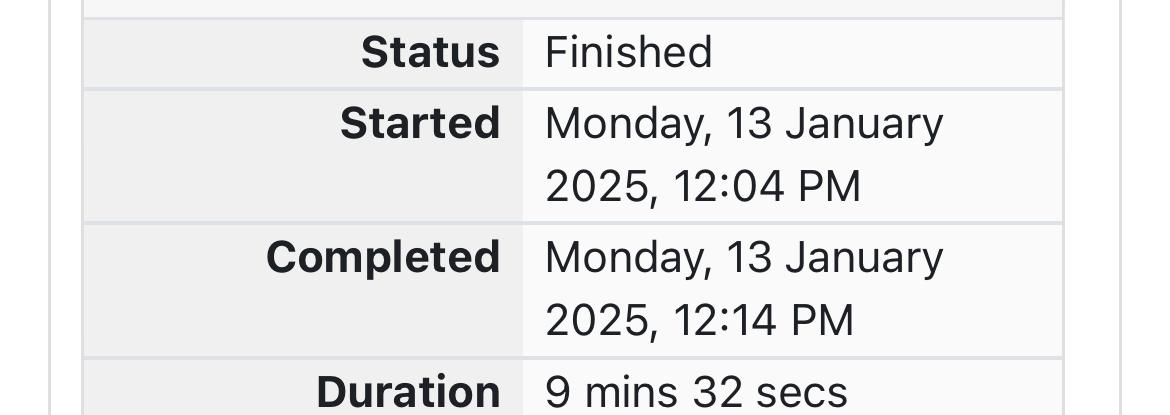 Status Finished
Started Monday, 13 January
2025, 12:04 PM
Completed Monday, 13 January
2025, 12:14 PM
Duration 9 mins 32 secs